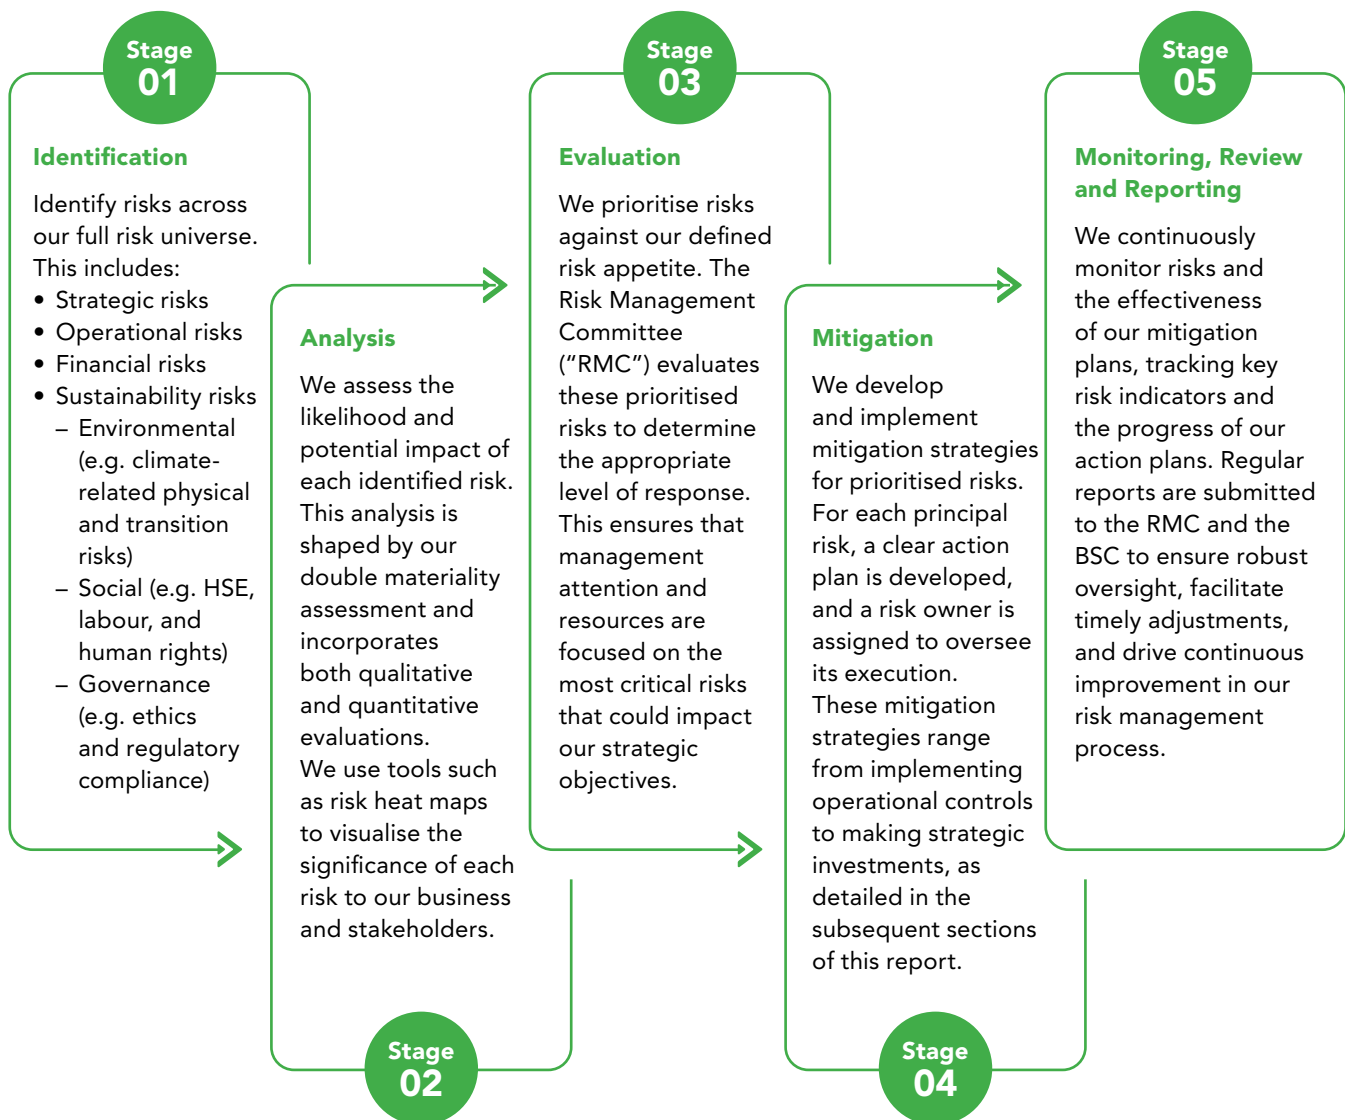 Stage
01
Identification
Identify risks across
our full risk universe.
This includes:
• Strategic risks
• Operational risks
• Financial risks
• Sustainability risks
– Environmental
(e.g. climate-
related physical
and transition
risks)
– Social (e.g. HSE,
labour, and
human rights)
– Governance
(e.g. ethics
and regulatory
compliance)
Analysis
We assess the
likelihood and
potential impact of
each identified risk.
This analysis is
shaped by our
double materiality
assessment and
incorporates
both qualitative
and quantitative
evaluations.
We use tools such
as risk heat maps
to visualise the
significance of each
risk to our business
and stakeholders.
Stage
02
Stage
03
Evaluation
We prioritise risks
against our defined
risk appetite. The
Risk Management
Committee
(“RMC”) evaluates
these prioritised
risks to determine
the appropriate
level of response.
This ensures that
management
attention and
resources are
focused on the
most critical risks
that could impact
our strategic
objectives.
Mitigation
We develop
and implement
mitigation strategies
for prioritised risks.
For each principal
risk, a clear action
plan is developed,
and a risk owner is
assigned to oversee
its execution.
These mitigation
strategies range
from implementing
operational controls
to making strategic
investments, as
detailed in the
subsequent sections
of this report.
Stage
04
Stage
05
Monitoring, Review
and Reporting
We continuously
monitor risks and
the effectiveness
of our mitigation
plans, tracking key
risk indicators and
the progress of our
action plans. Regular
reports are submitted
to the RMC and the
BSC to ensure robust
oversight, facilitate
timely adjustments,
and drive continuous
improvement in our
risk management
process.